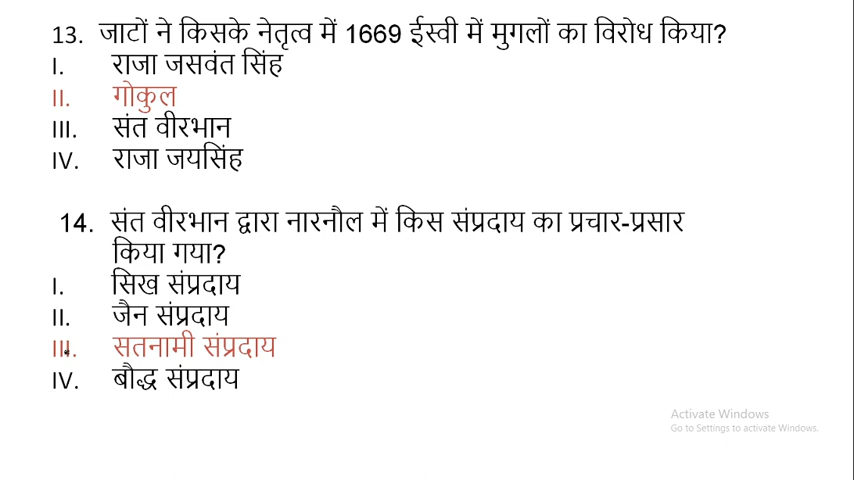 13. जाटों ने किसके नेतृत्व में 1669 ईस्वी में मुगलों का विरोध किया?
I. राजा जसवंत सिंह
II. गोकुल
III. संत वीरभान
IV. राजा जयसिंह
14. संत वीरभान द्वारा नारनौल में किस संप्रदाय का प्रचार-प्रसार
किया गया?
I. सिख संप्रदाय
II. जैन संप्रदाय
III. सतनामी संप्रदाय
IV. बौद्ध संप्रदाय
Activate Windows
Go to Settings to activate Windows.